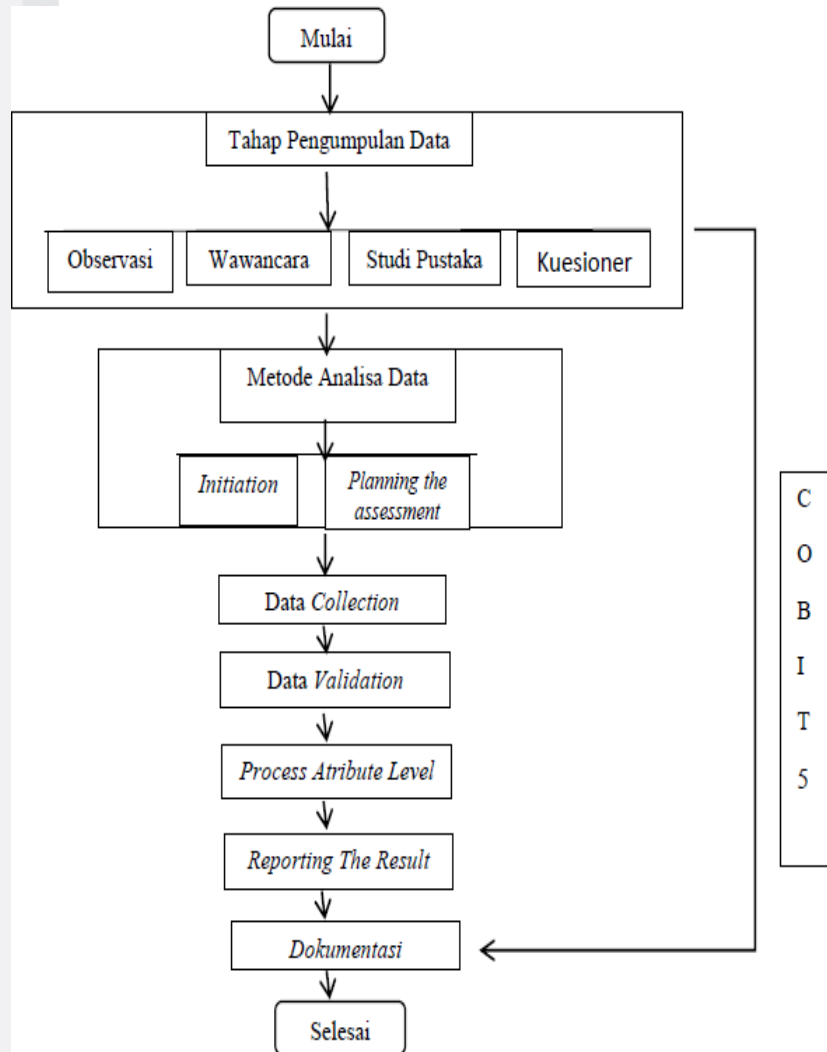 Mulai
Tahap Pengumpulan Data
Observasi
Wawancara
Studi Pustaka
Kuesioner
Metode Analisa Data
Initiation
Planning the
assessment
Data Collection
Data Validation
Process Atribute Level
Reporting The Result
Dokumentasi
Selesai
C
O
B
I
T
5